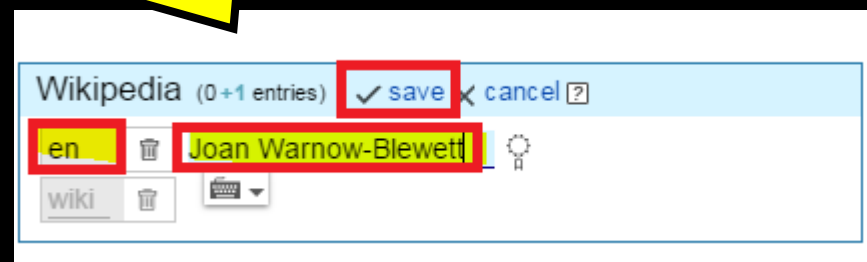 Wikipedia (0+1 entries) save cancel [?]
en Joan Warnow-Blewett
wiki